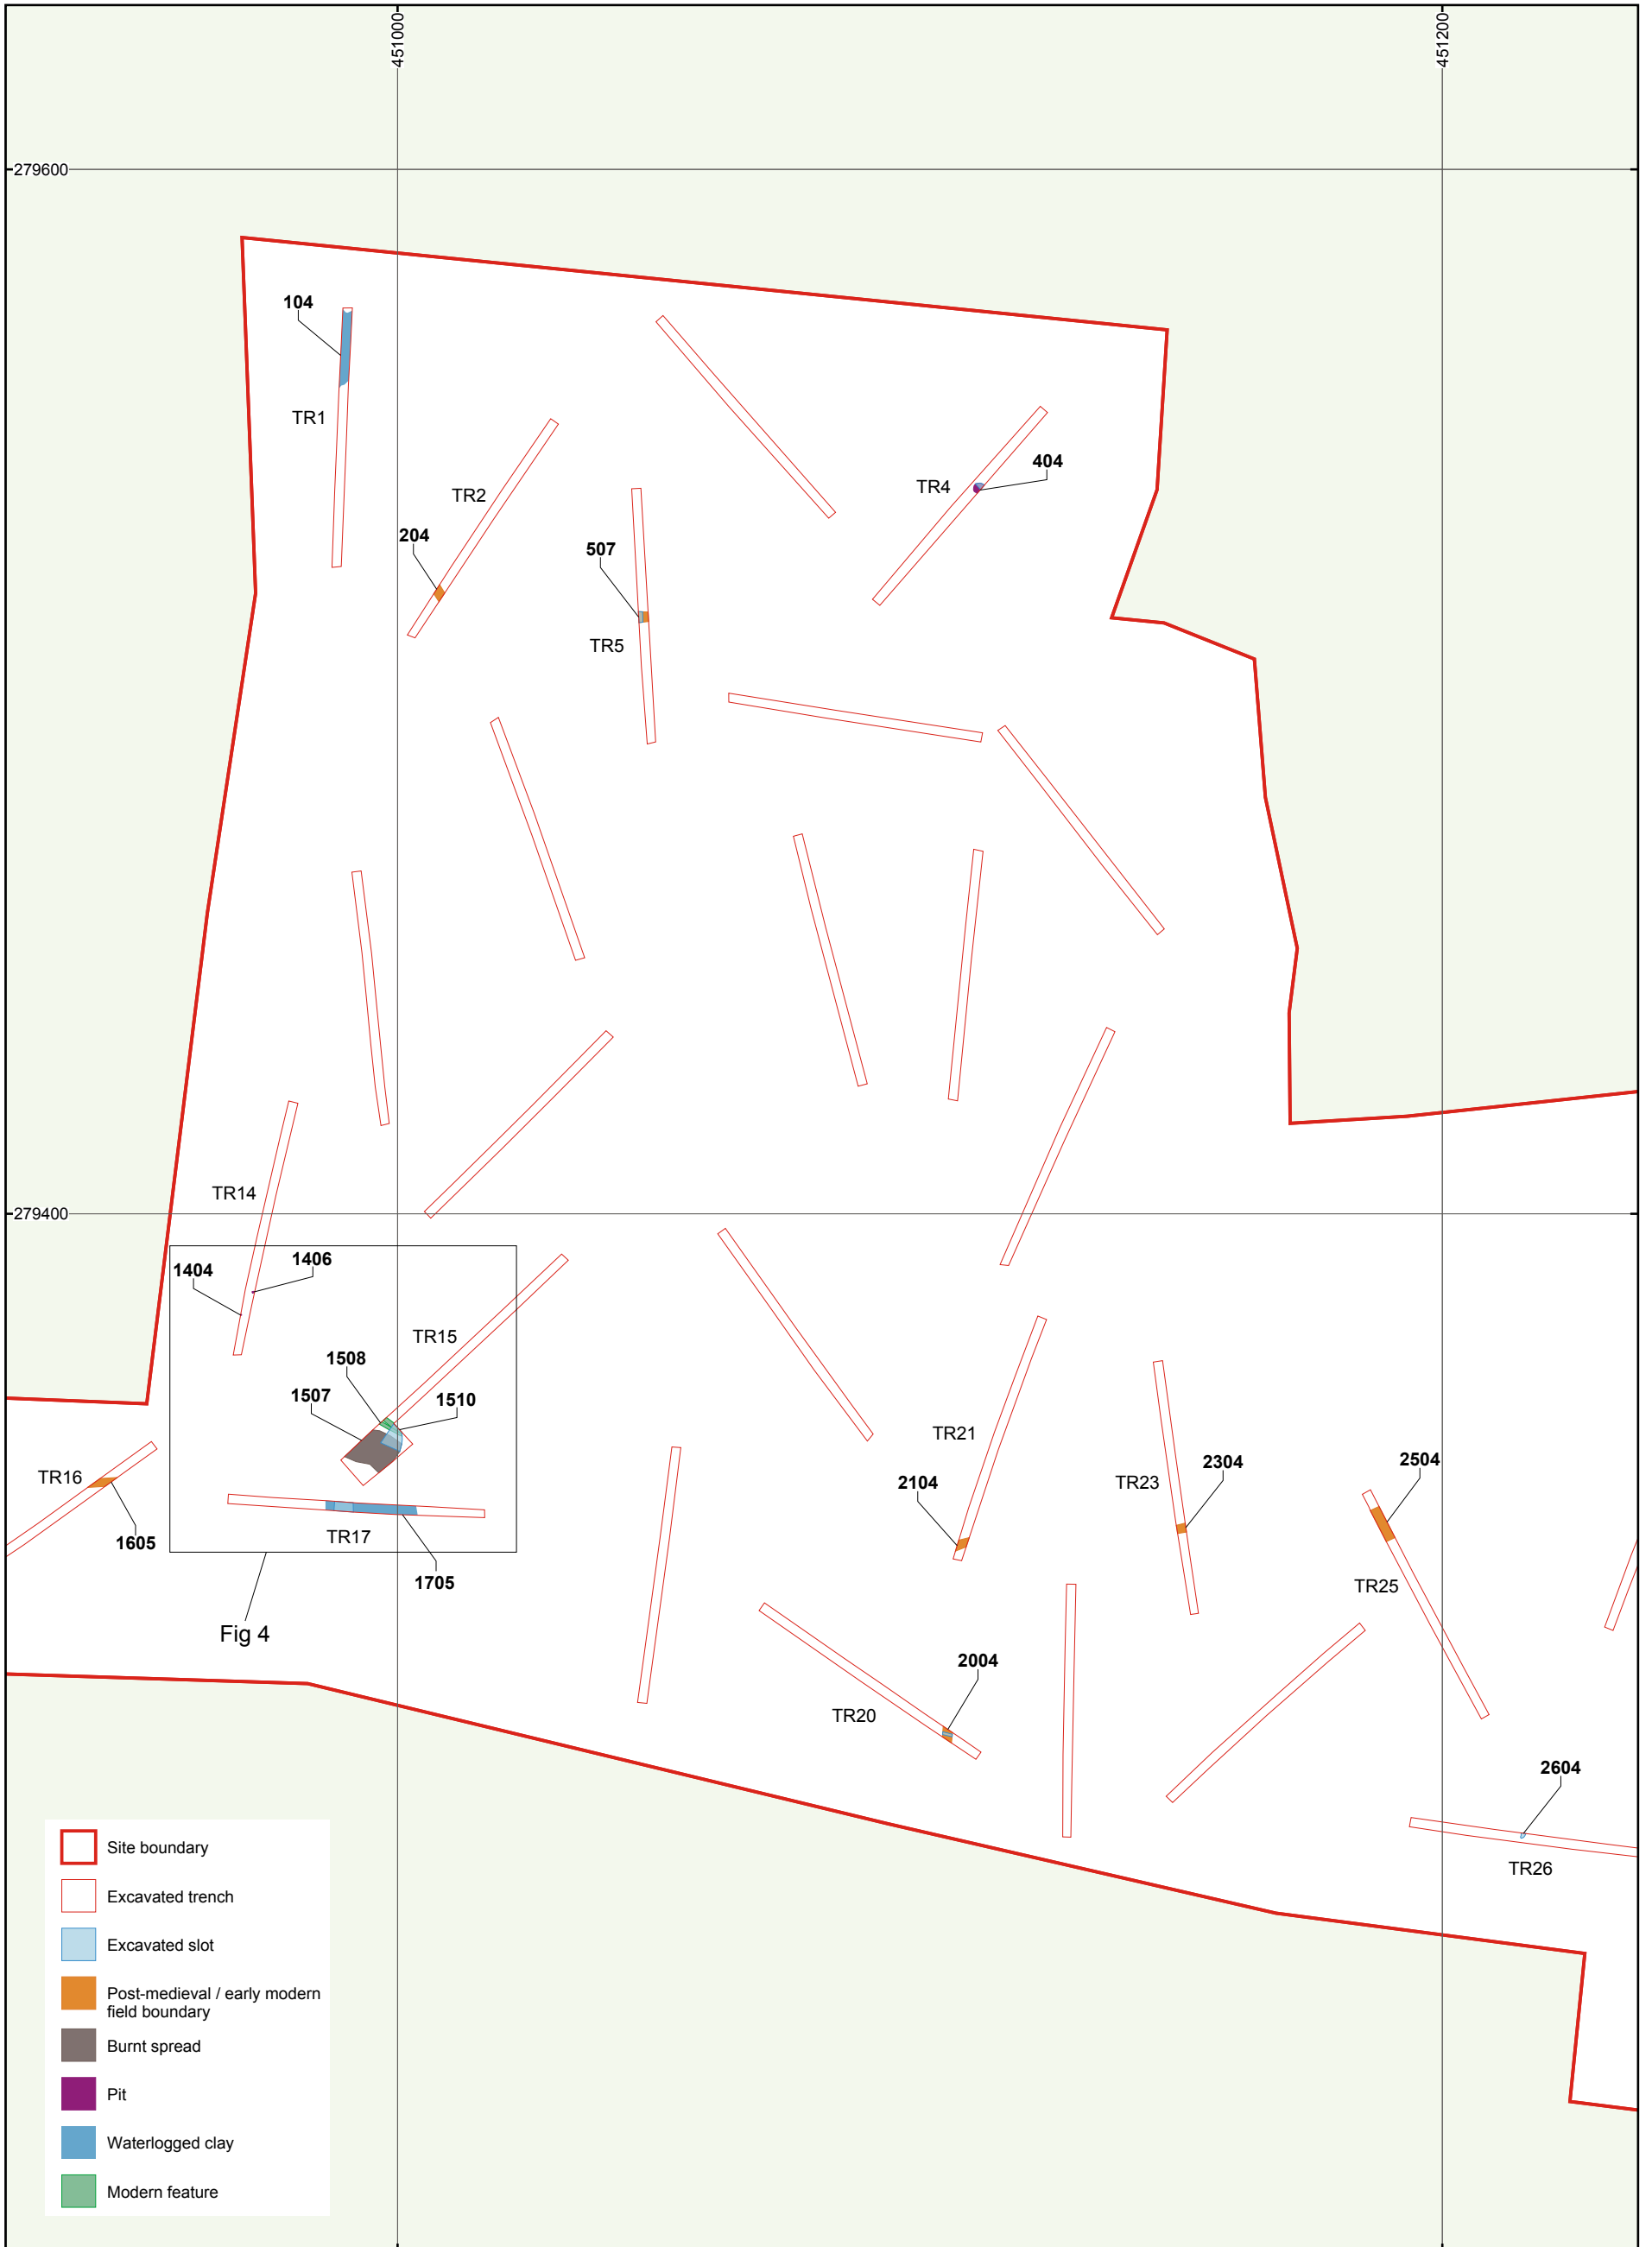 451000
451200
279600
104
TR1
TR2
204
507
TR5
TR4
404
279400
TR14
1404
1406
TR15
1508
1507
1510
TR16
1605
TR17
1705
Fig 4
TR21
2104
TR23
2304
2504
TR25
2004
TR20
2604
TR26
Site boundary
Excavated trench
Excavated slot
Post-medieval / early modern
field boundary
Burnt spread
Pit
Waterlogged clay
Modern feature